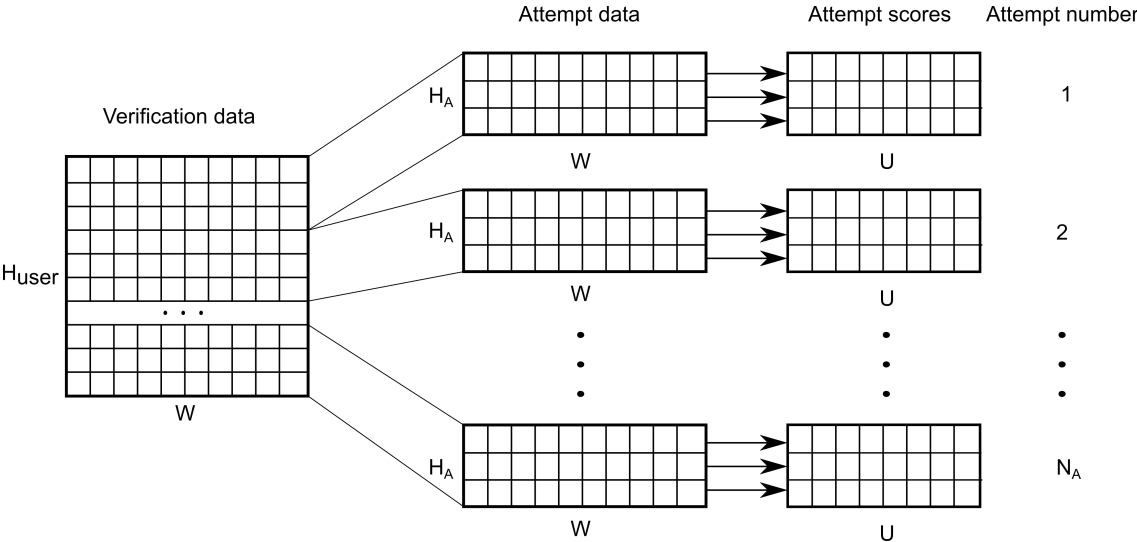 Attempt data Attempt scores Attempt number
Verification data
H_A 1
W U
H_A 2
H_user
W U
. . .
W
H_A N_A
W U